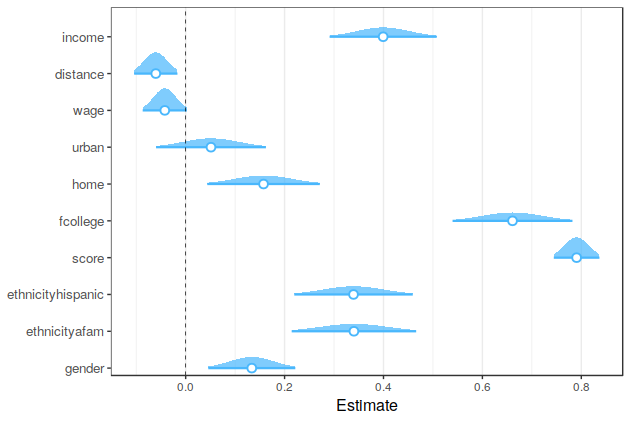 income
distance
wage
urban
home
fcollege
score
ethnicityhispanic
ethnicityafam
gender
0.0 0.2 0.4 0.6 0.8
Estimate